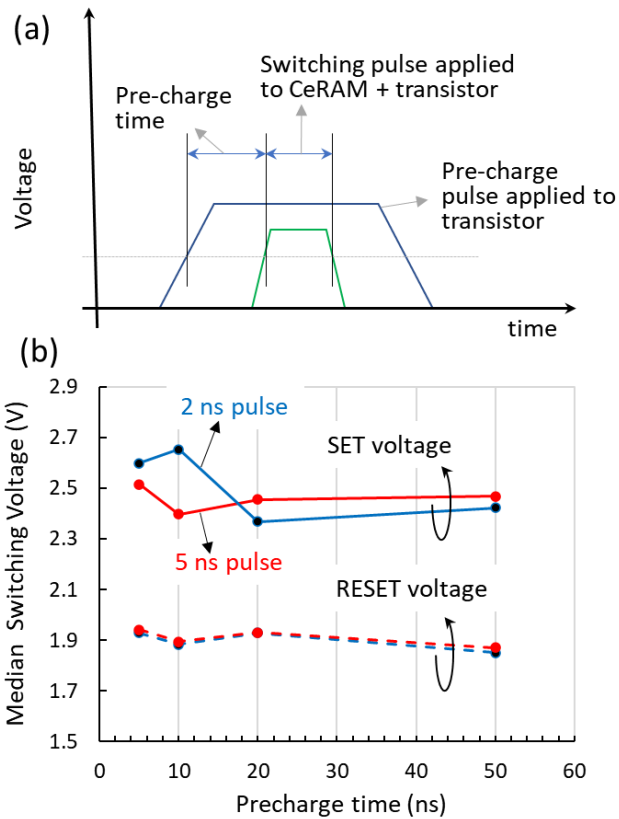 (a)
Voltage
Pre-charge
time
Switching pulse applied
to CeRAM + transistor
Pre-charge
pulse applied to
transistor
time
(b)
Median Switching Voltage (V)
2.9
2.7
2.5
2.3
2.1
1.9
1.7
1.5
2 ns pulse
SET voltage
5 ns pulse
RESET voltage
0
10
20
30
40
50
60
Precharge time (ns)